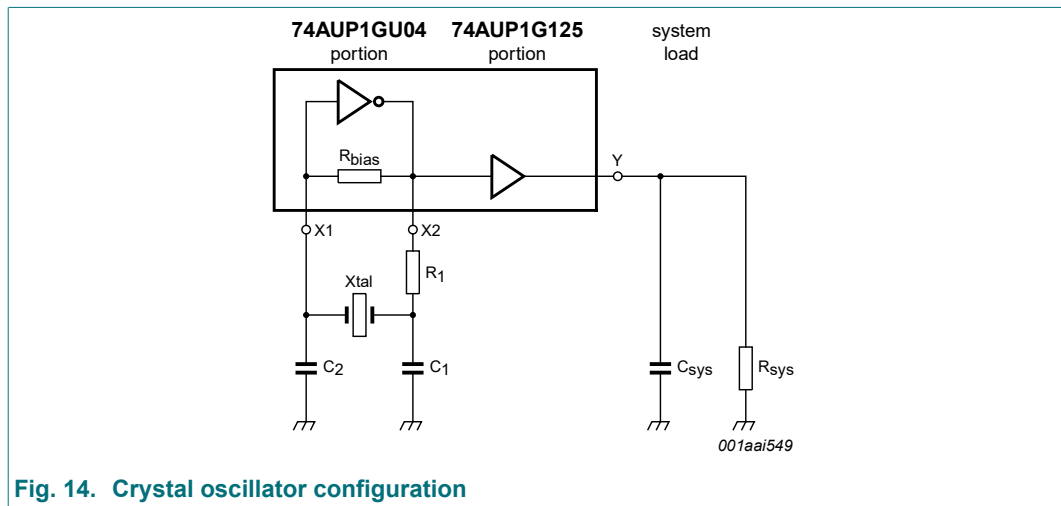 74AUP1GU04 74AUP1G125 system
portion portion load
Rbias
Y
X1 X2
R1
Xtal
C2 C1 Csys Rsys
001aai549
Fig. 14. Crystal oscillator configuration